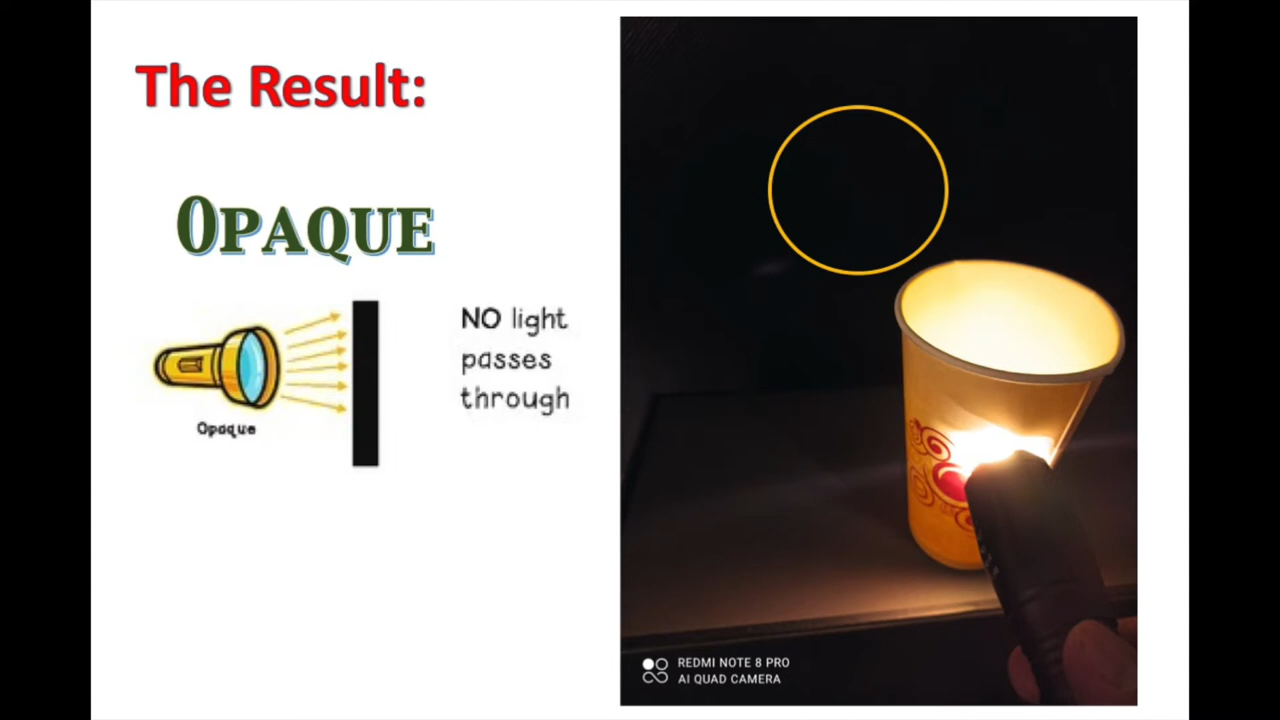 The Result:
OPAQUE
NO light
passes
through
Opaque
REDMI NOTE 8 PRO
AI QUAD CAMERA